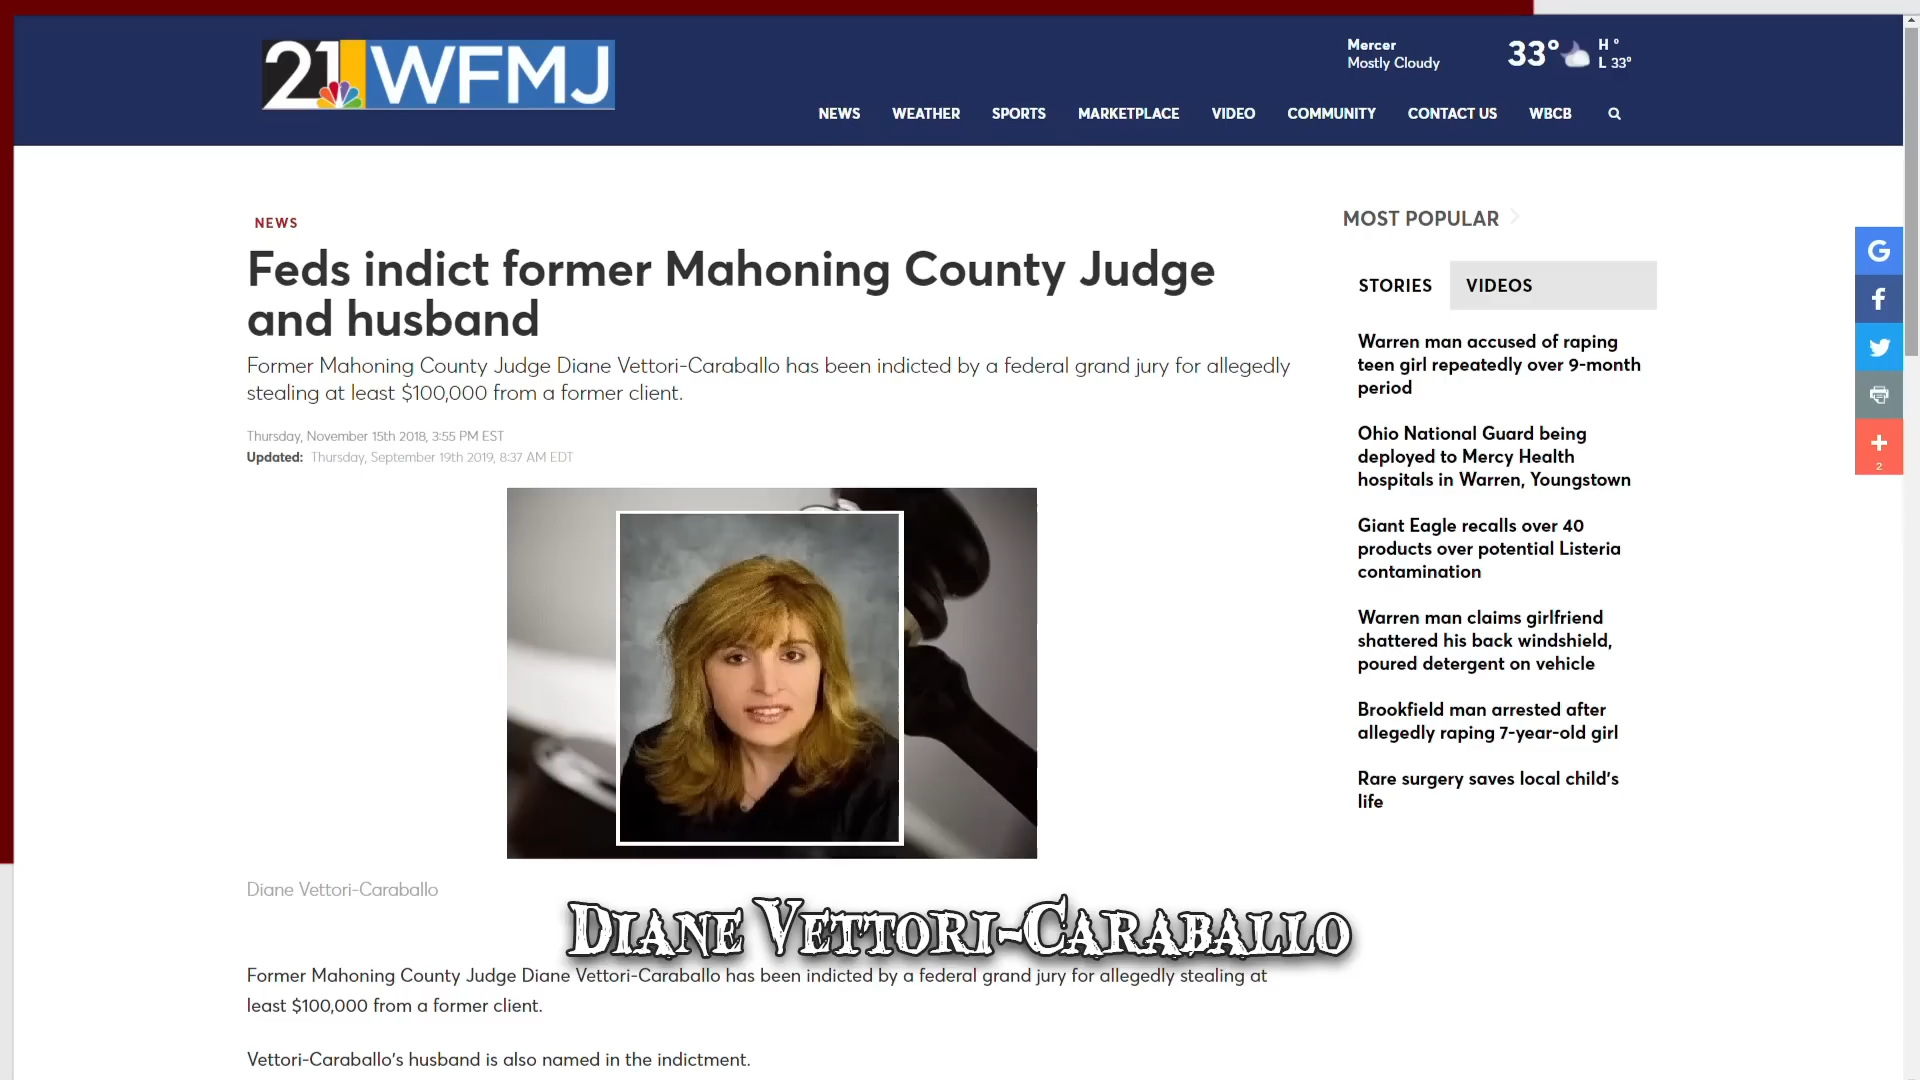 21 WFMJ
Mercer
Mostly Cloudy
33°
H °
L 33°
NEWS WEATHER SPORTS MARKETPLACE VIDEO COMMUNITY CONTACT US WBCB
NEWS
Feds indict former Mahoning County Judge
and husband
Former Mahoning County Judge Diane Vettori-Caraballo has been indicted by a federal grand jury for allegedly
stealing at least $100,000 from a former client.
Thursday, November 15th 2018, 3:55 PM EST
Updated: Thursday, September 19th 2019, 8:37 AM EDT
Diane Vettori-Caraballo
DIANE VETTORI-CARABALLO
Former Mahoning County Judge Diane Vettori-Caraballo has been indicted by a federal grand jury for allegedly stealing at
least $100,000 from a former client.
Vettori-Caraballo's husband is also named in the indictment.
MOST POPULAR
STORIES VIDEOS
Warren man accused of raping
teen girl repeatedly over 9-month
period
Ohio National Guard being
deployed to Mercy Health
hospitals in Warren, Youngstown
Giant Eagle recalls over 40
products over potential Listeria
contamination
Warren man claims girlfriend
shattered his back windshield,
poured detergent on vehicle
Brookfield man arrested after
allegedly raping 7-year-old girl
Rare surgery saves local child's
life
G
f
+
2